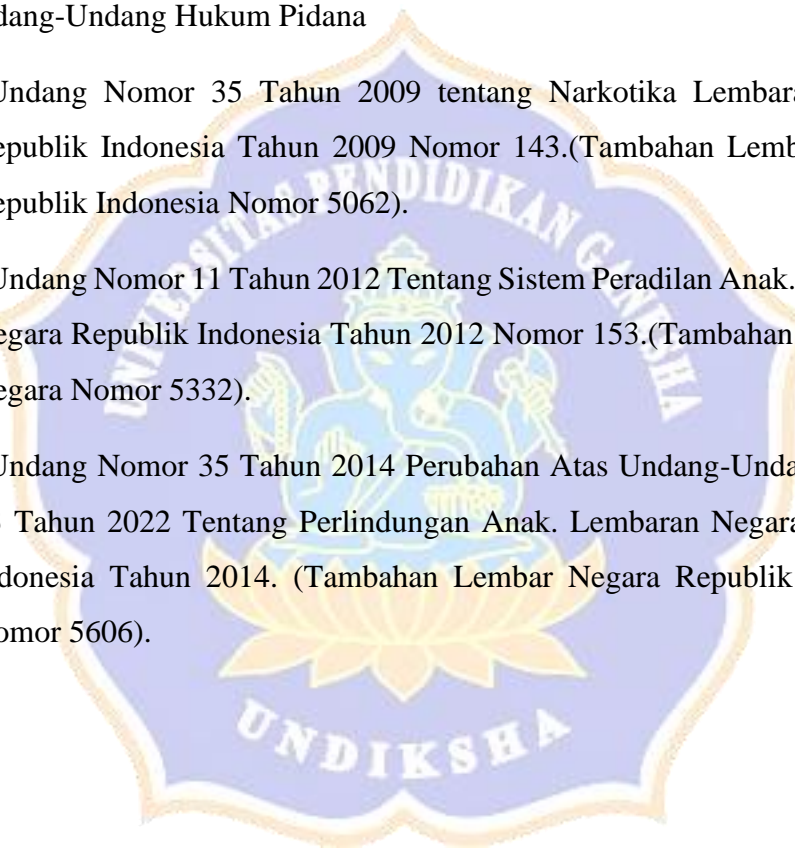 dang-Undang Hukum Pidana
Undang Nomor 35 Tahun 2009 tentang Narkotika Lembara
epublik Indonesia Tahun 2009 Nomor 143.(Tambahan Lemb
epublik Indonesia Nomor 5062).
Undang Nomor 11 Tahun 2012 Tentang Sistem Peradilan Anak.
egara Republik Indonesia Tahun 2012 Nomor 153.(Tambahan
egara Nomor 5332).
Undang Nomor 35 Tahun 2014 Perubahan Atas Undang-Unda
Tahun 2022 Tentang Perlindungan Anak. Lembaran Negara
donesia Tahun 2014. (Tambahan Lembar Negara Republik
omor 5606).
UNIVERSITAS PENDIDIKAN GANESHA
UNDIKSHA